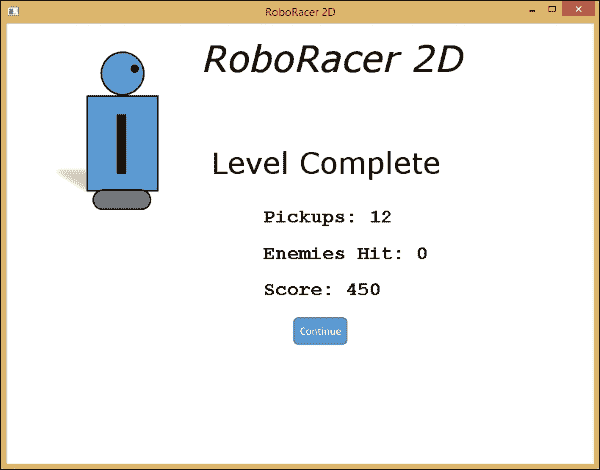 RoboRacer 2D
RoboRacer 2D
Level Complete
Pickups: 12
Enemies Hit: 0
Score: 450
Continue